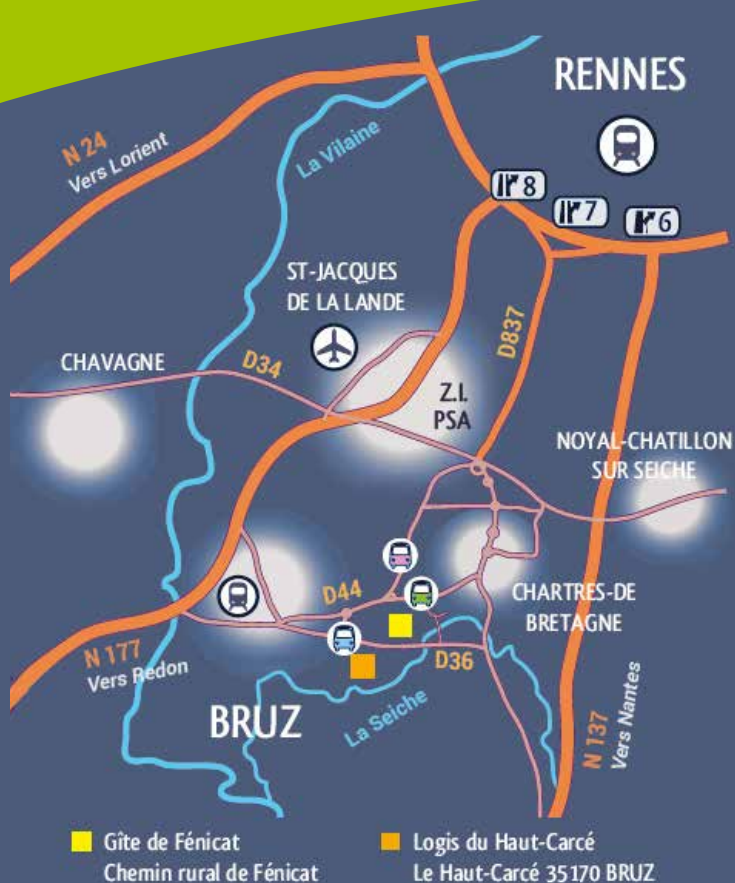 RENNES
N 24
Vers Lorient
La Vilaine
8
7
6
ST-JACQUES
DE LA LANDE
CHAVAGNE
D34
D837
Z.I.
PSA
NOYAL-CHATILLON
SUR SEICHE
D44
CHARTRES-DE
BRETAGNE
N 177
Vers Redon
D36
BRUZ
La Seiche
N 137
Vers Nantes
Gîte de Fénicat
Chemin rural de Fénicat
Logis du Haut-Carcé
Le Haut-Carcé 35170 BRUZ